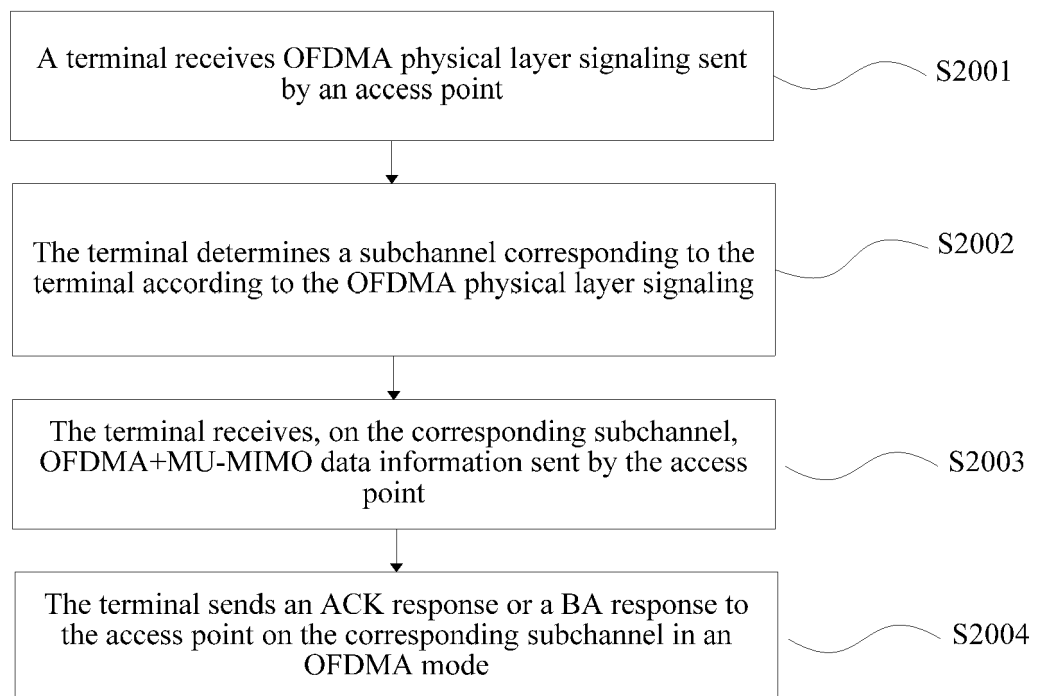 A terminal receives OFDMA physical layer signaling sent
by an access point
S2001
The terminal determines a subchannel corresponding to the
terminal according to the OFDMA physical layer signaling
S2002
The terminal receives, on the corresponding subchannel,
OFDMA+MU-MIMO data information sent by the access
point
S2003
The terminal sends an ACK response or a BA response to
the access point on the corresponding subchannel in an
OFDMA mode
S2004